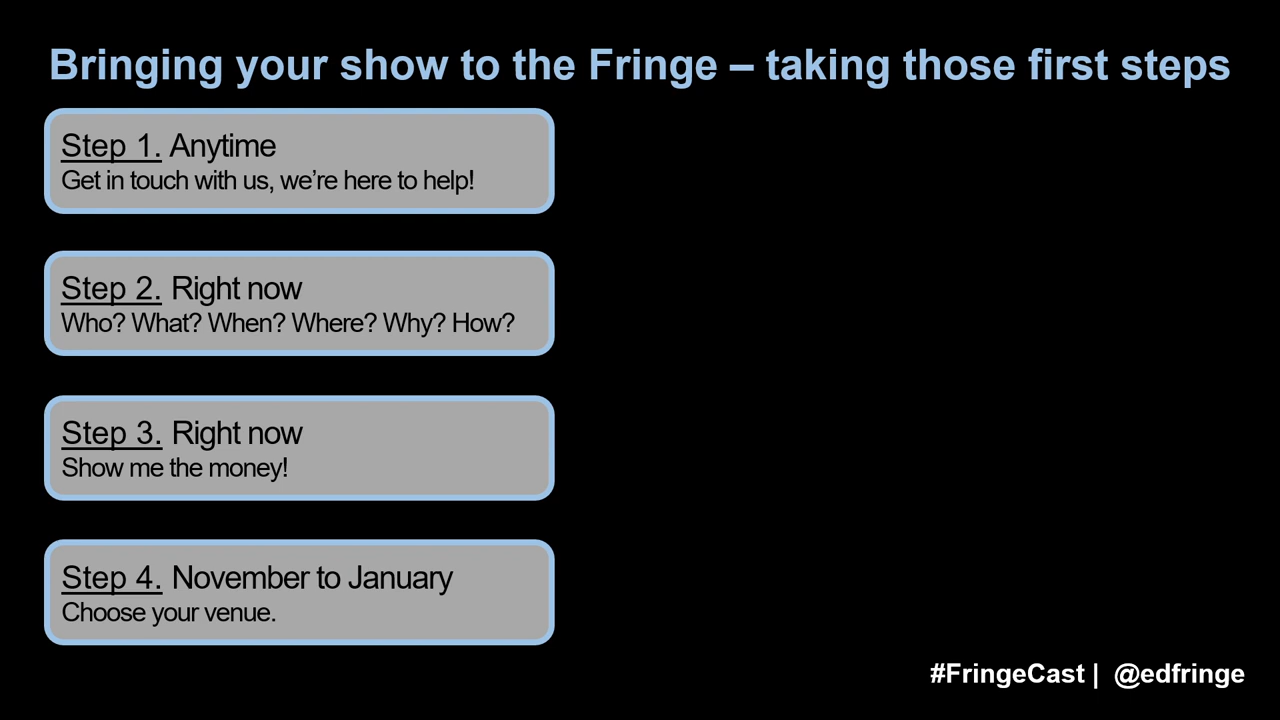 Bringing your show to the Fringe – taking those first steps
Step 1. Anytime
Get in touch with us, we’re here to help!
Step 2. Right now
Who? What? When? Where? Why? How?
Step 3. Right now
Show me the money!
Step 4. November to January
Choose your venue.
#FringeCast | @edfringe